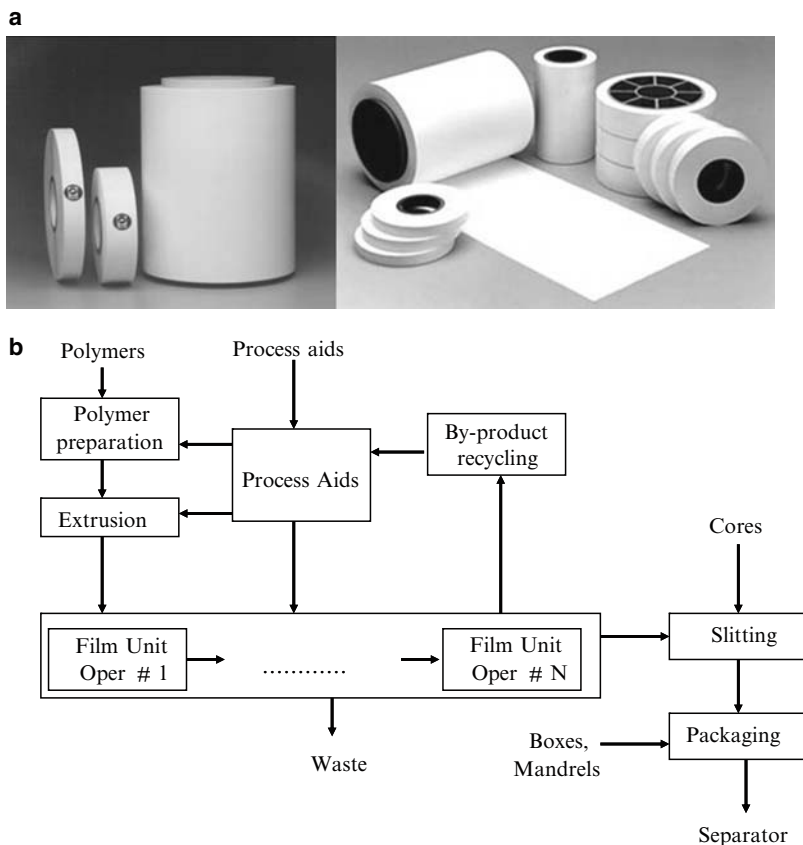 a
b
Polymers
Process aids
Polymer
preparation
Process Aids
By-product
recycling
Extrusion
Cores
Film Unit
Oper # 1
............
Film Unit
Oper # N
Slitting
Waste
Boxes,
Mandrels
Packaging
Separator